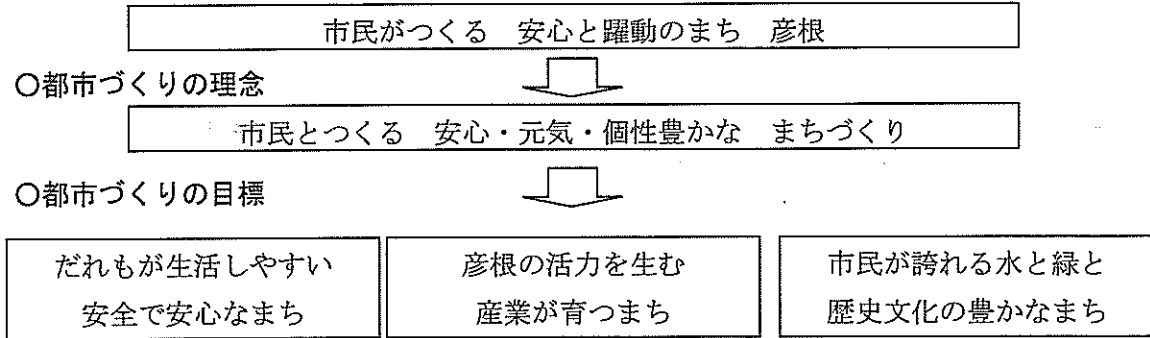 市民がつくる　安心と躍動のまち　彦根
○都市づくりの理念
市民とつくる　安心・元気・個性豊かな　まちづくり
○都市づくりの目標
だれもが生活しやすい
安全で安心なまち
彦根の活力を生む
産業が育つまち
市民が誇れる水と緑と
歴史文化の豊かなまち